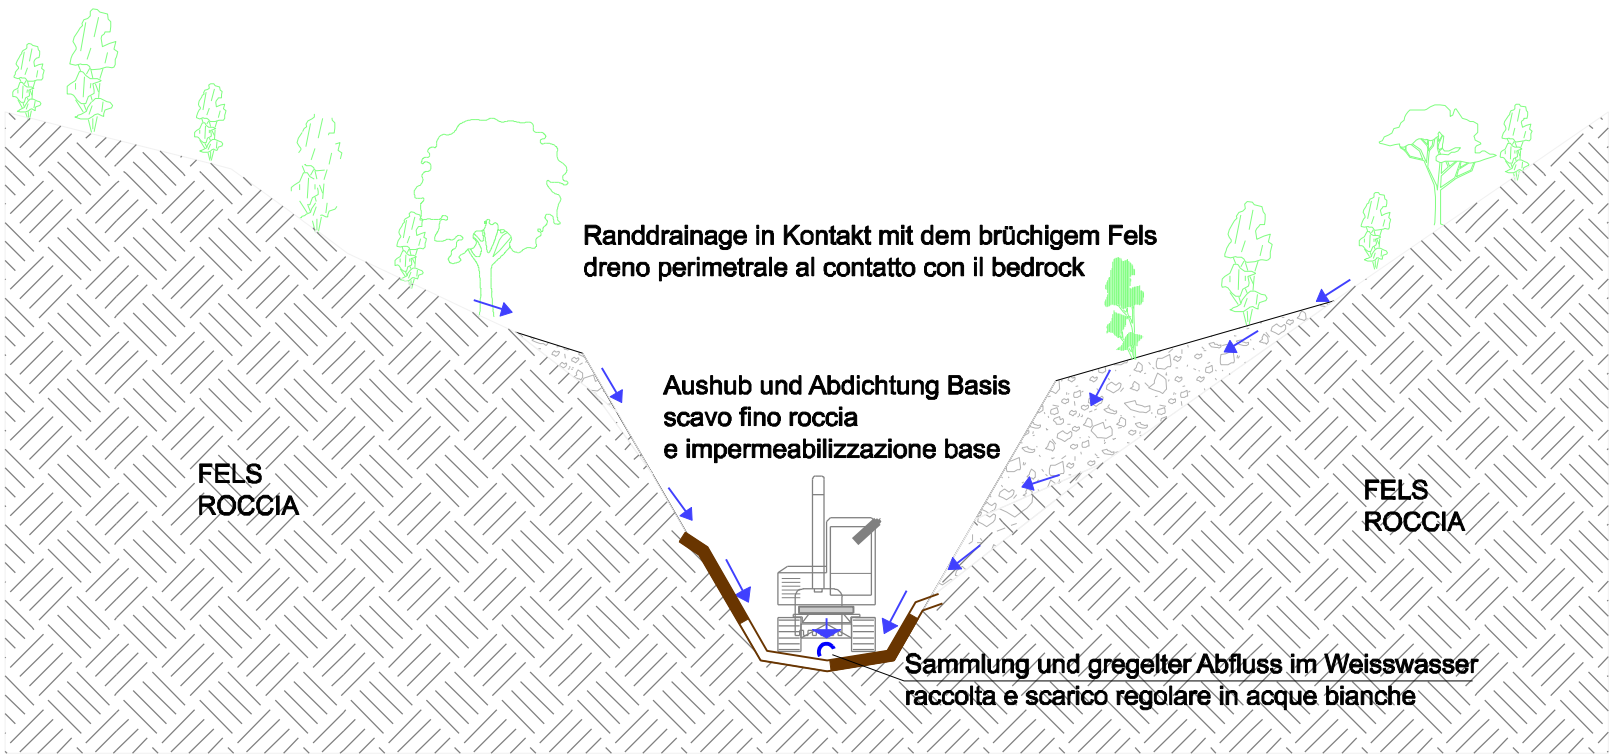 Randdrainage in Kontakt mit dem brüchigem Fels
dreno perimetrale al contatto con il bedrock
Aushub und Abdichtung Basis
scavo fino roccia
e impermeabilizzazione base
FELS
ROCCIA
FELS
ROCCIA
Sammlung und gregelter Abfluss im Weisswasser
raccolta e scarico regolare in acque bianche